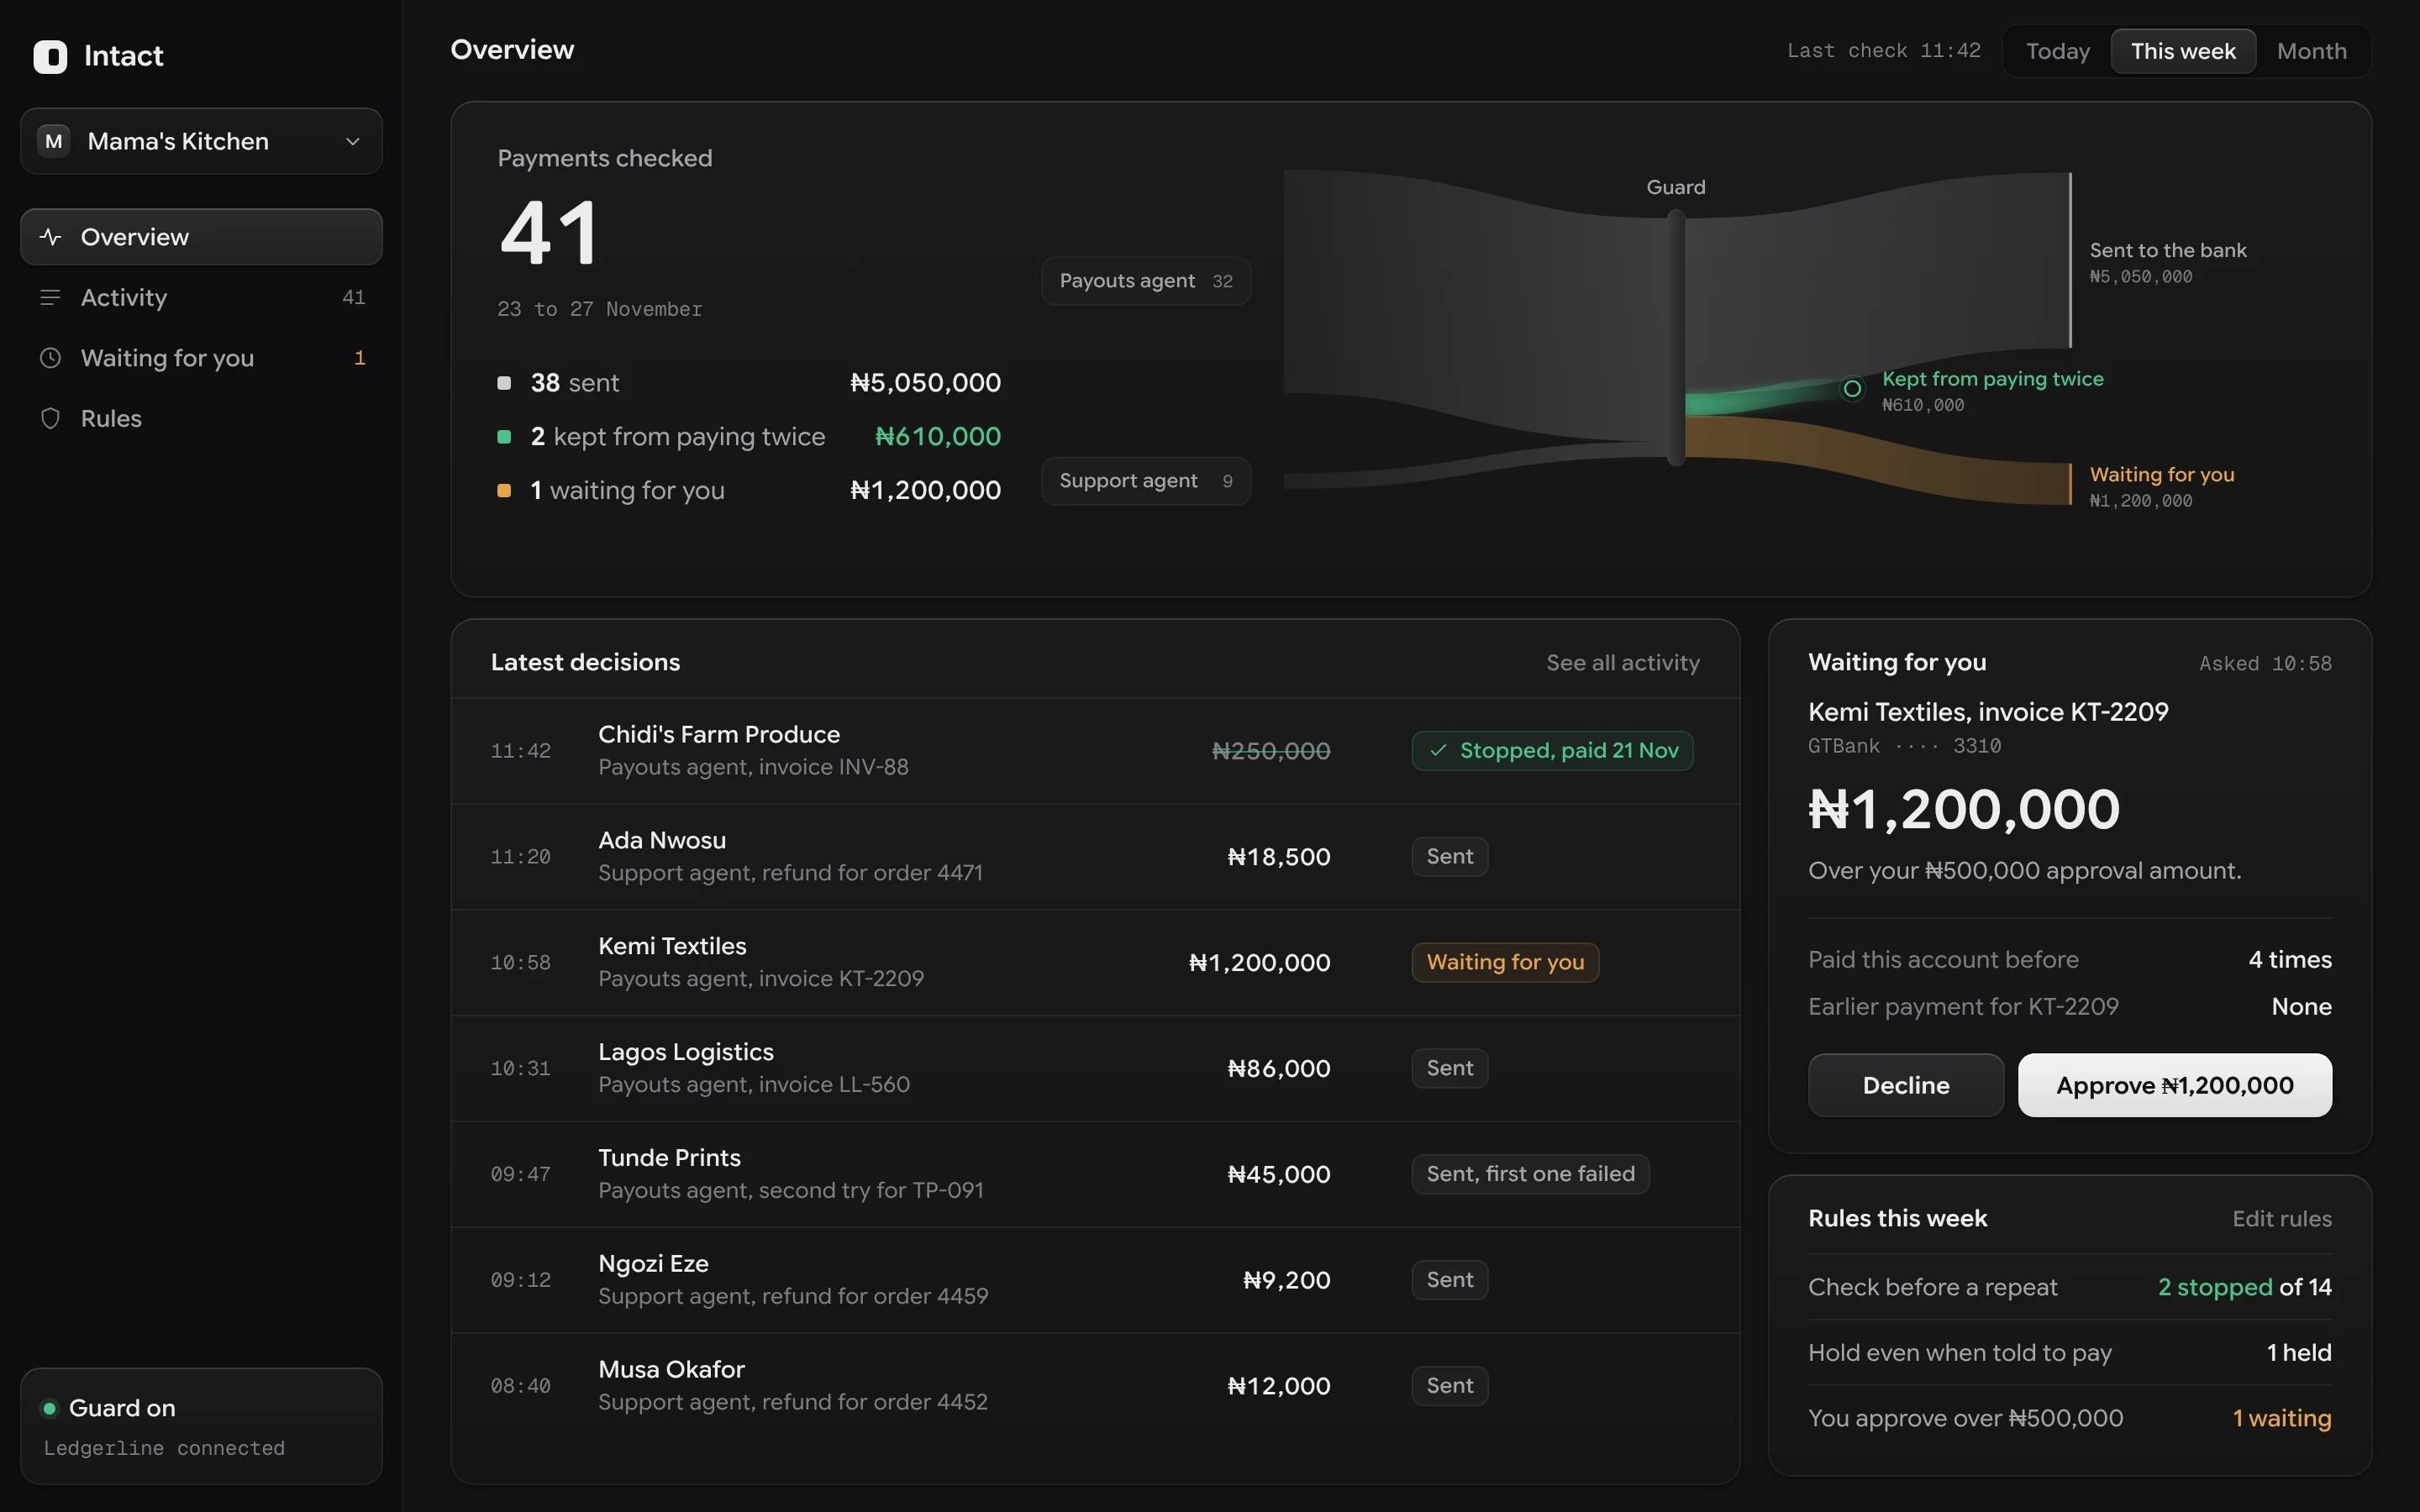 Intact
M Mama's Kitchen
Overview
Activity 41
Waiting for you 1
Rules
Guard on
Ledgerline connected
Overview
Last check 11:42
Today This week Month
Payments checked
41
23 to 27 November
38 sent ₦5,050,000
2 kept from paying twice ₦610,000
1 waiting for you ₦1,200,000
Payouts agent 32
Support agent 9
Guard
Sent to the bank
₦5,050,000
Kept from paying twice
₦610,000
Waiting for you
₦1,200,000
Latest decisions See all activity
11:42 Chidi's Farm Produce ₦250,000 Stopped, paid 21 Nov
Payouts agent, invoice INV-88
11:20 Ada Nwosu ₦18,500 Sent
Support agent, refund for order 4471
10:58 Kemi Textiles ₦1,200,000 Waiting for you
Payouts agent, invoice KT-2209
10:31 Lagos Logistics ₦86,000 Sent
Payouts agent, invoice LL-560
09:47 Tunde Prints ₦45,000 Sent, first one failed
Payouts agent, second try for TP-091
09:12 Ngozi Eze ₦9,200 Sent
Support agent, refund for order 4459
08:40 Musa Okafor ₦12,000 Sent
Support agent, refund for order 4452
Waiting for you Asked 10:58
Kemi Textiles, invoice KT-2209
GTBank ···· 3310
₦1,200,000
Over your ₦500,000 approval amount.
Paid this account before 4 times
Earlier payment for KT-2209 None
Decline Approve ₦1,200,000
Rules this week Edit rules
Check before a repeat 2 stopped of 14
Hold even when told to pay 1 held
You approve over ₦500,000 1 waiting